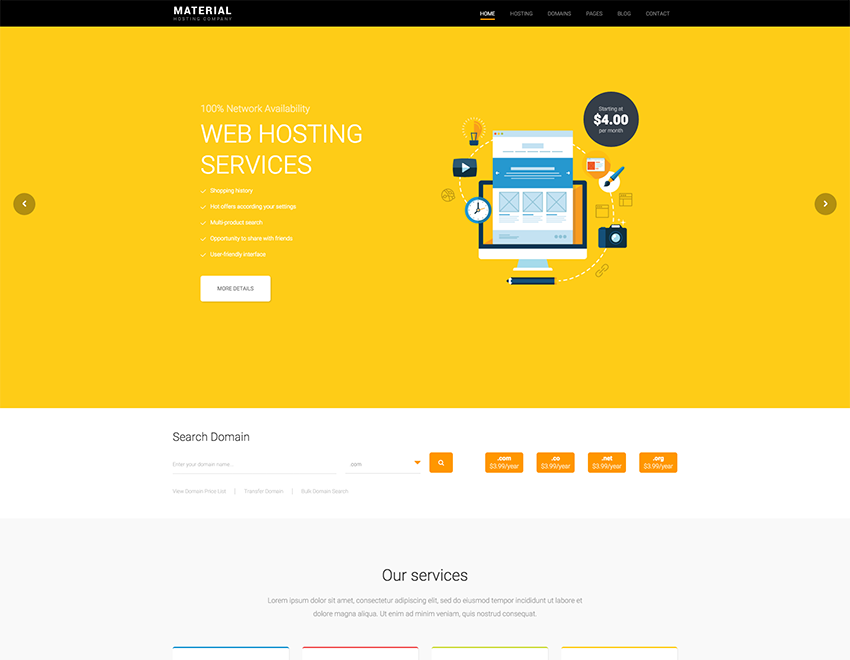 MATERIAL
HOSTING COMPANY
HOME HOSTING DOMAINS PAGES BLOG CONTACT
100% Network Availability
WEB HOSTING
SERVICES
Shopping history
Hot offers according your settings
Multi-product search
Opportunity to share with friends
User-friendly interface
MORE DETAILS
Starting at
$4.00
per month
Search Domain
Enter your domain name...
com
.com
$3.99/year
.co
$3.99/year
.net
$3.99/year
.org
$3.99/year
View Domain Price List | Transfer Domain | Bulk Domain Search
Our services
Lorem ipsum dolor sit amet, consectetur adipiscing elit, sed do eiusmod tempor incididunt ut labore et
dolore magna aliqua. Ut enim ad minim veniam, quis nostrud consequat.